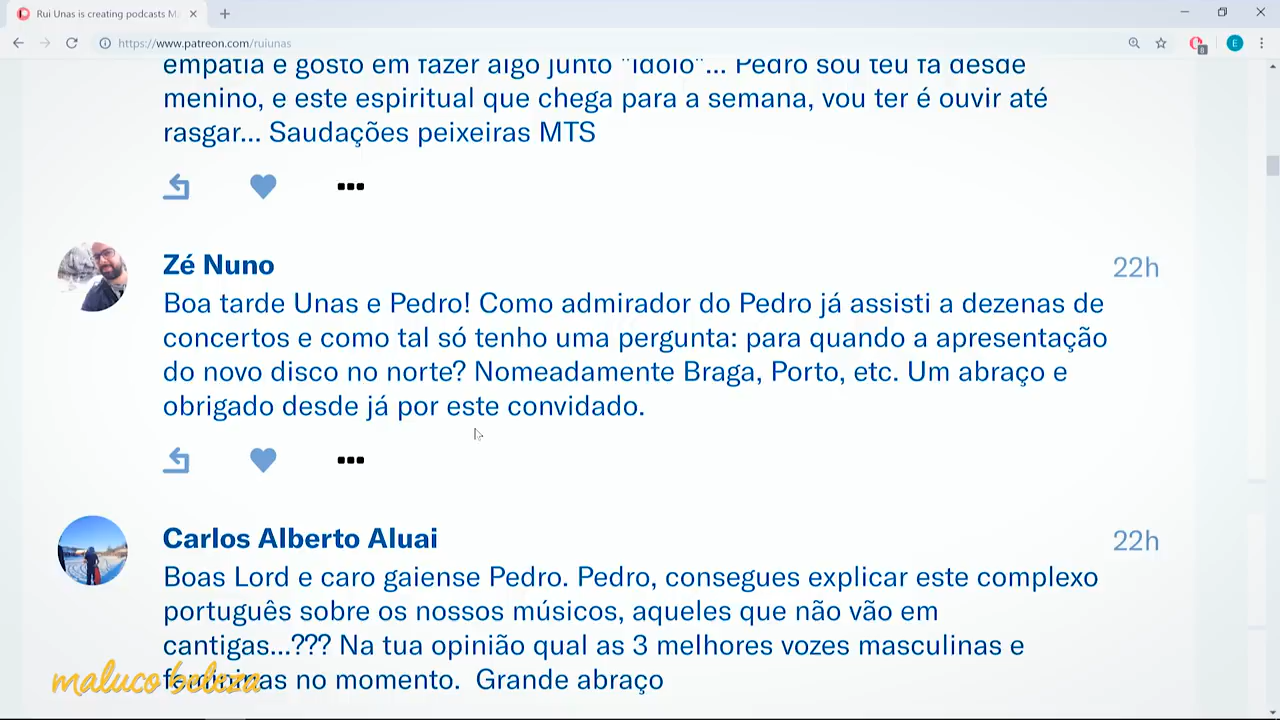 Rui Unas is creating podcasts M
https://www.patreon.com/ruiunas
empatia e gosto em fazer algo junto "ídolo"... Pedro sou teu fã desde
menino, e este espiritual que chega para a semana, vou ter é ouvir até
rasgar... Saudações peixeiras MTS
Zé Nuno
22h
Boa tarde Unas e Pedro! Como admirador do Pedro já assisti a dezenas de
concertos e como tal só tenho uma pergunta: para quando a apresentação
do novo disco no norte? Nomeadamente Braga, Porto, etc. Um abraço e
obrigado desde já por este convidado.
Carlos Alberto Aluai
22h
Boas Lord e caro gaiense Pedro. Pedro, consegues explicar este complexo
português sobre os nossos músicos, aqueles que não vão em
cantigas...??? Na tua opinião qual as 3 melhores vozes masculinas e
femininas no momento. Grande abraço
maluco beleza